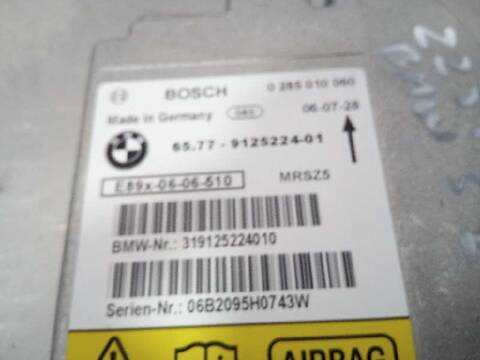 BOSCH 0 285 010 060
Made in Germany 06-07-28
65.77 - 9125224-01
E89x-06-06-510 MRSZ5
BMW-Nr.: 319125224010
Serien-Nr.: 06B2095H0743W
AIRBAG